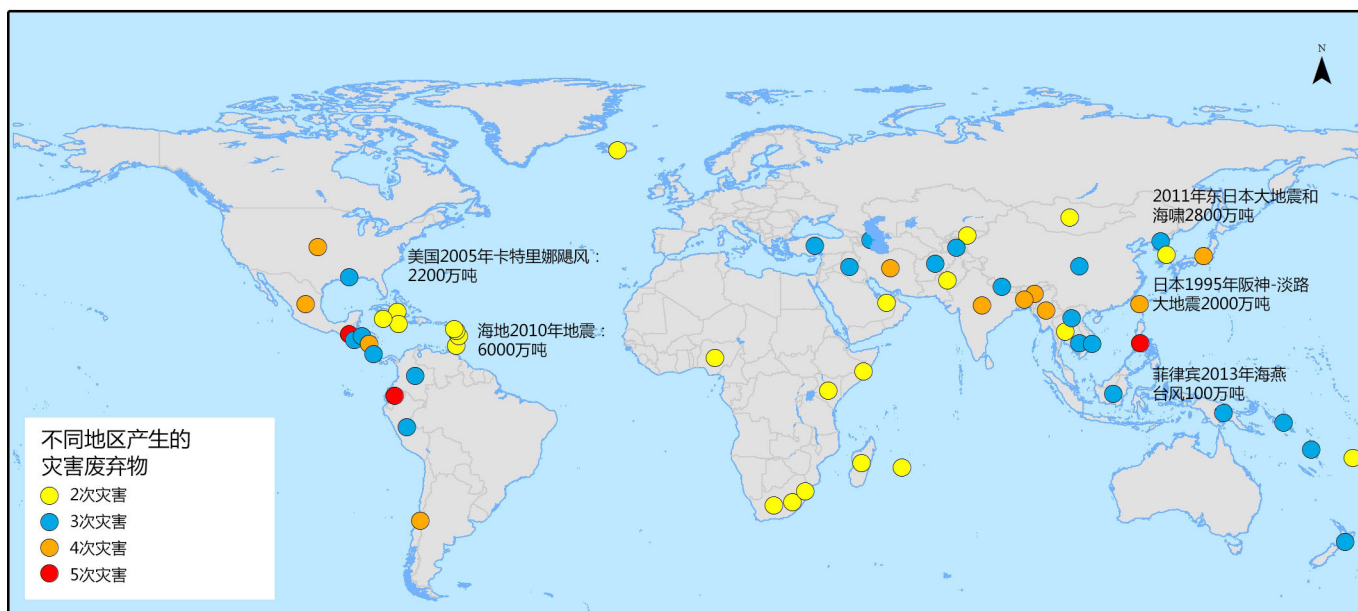 N
2011年东日本大地震和
海啸2800万吨
美国2005年卡特里娜飓风：
2200万吨
日本1995年阪神-淡路
大地震2000万吨
海地2010年地震：
6000万吨
菲律宾2013年海燕
台风100万吨
不同地区产生的
灾害废弃物
2次灾害
3次灾害
4次灾害
5次灾害